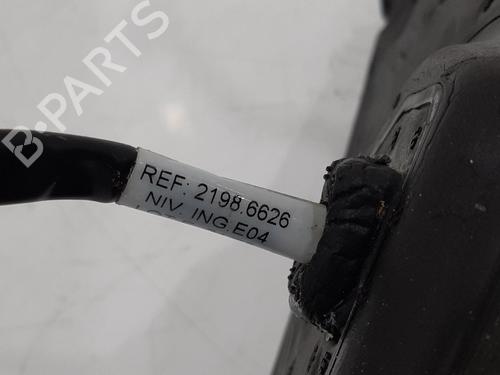 B-PARTS
REF: 2198.6626
NIV. ING.E04